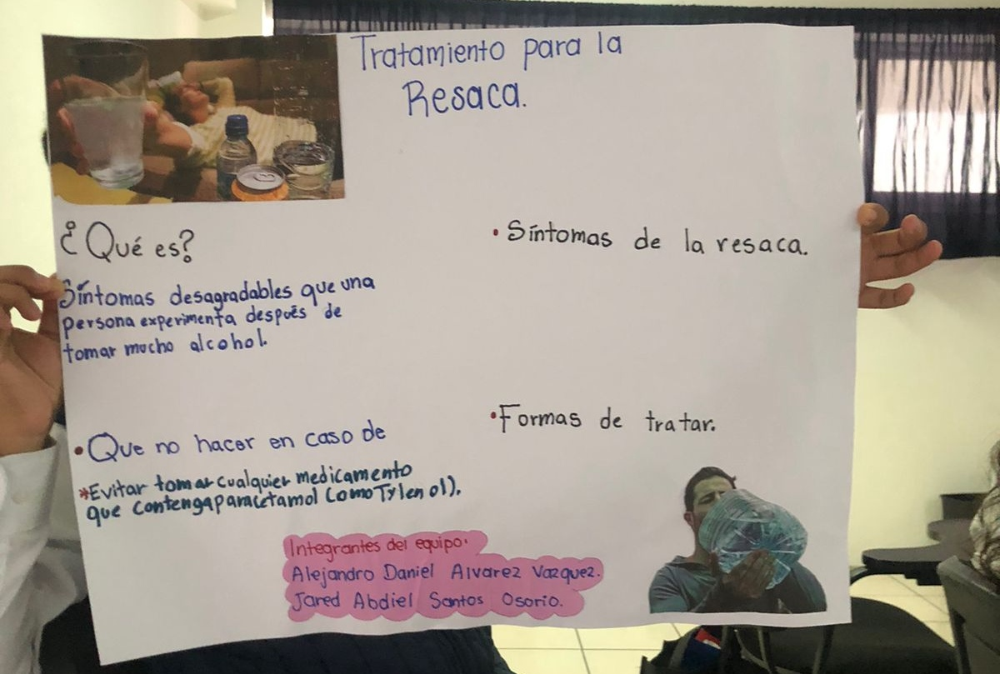 Tratamiento para la
Resaca.
¿Qué es?
Síntomas desagradables que una
persona experimenta después de
tomar mucho alcohol.
• Síntomas de la resaca.
• Que no hacer en caso de
*Evitar tomar cualquier medicamento
que contenga paracetamol (como Tylenol).
• Formas de tratar.
Integrantes del equipo:
Alejandro Daniel Alvarez Vazquez.
Jared Abdiel Santos Osorio.